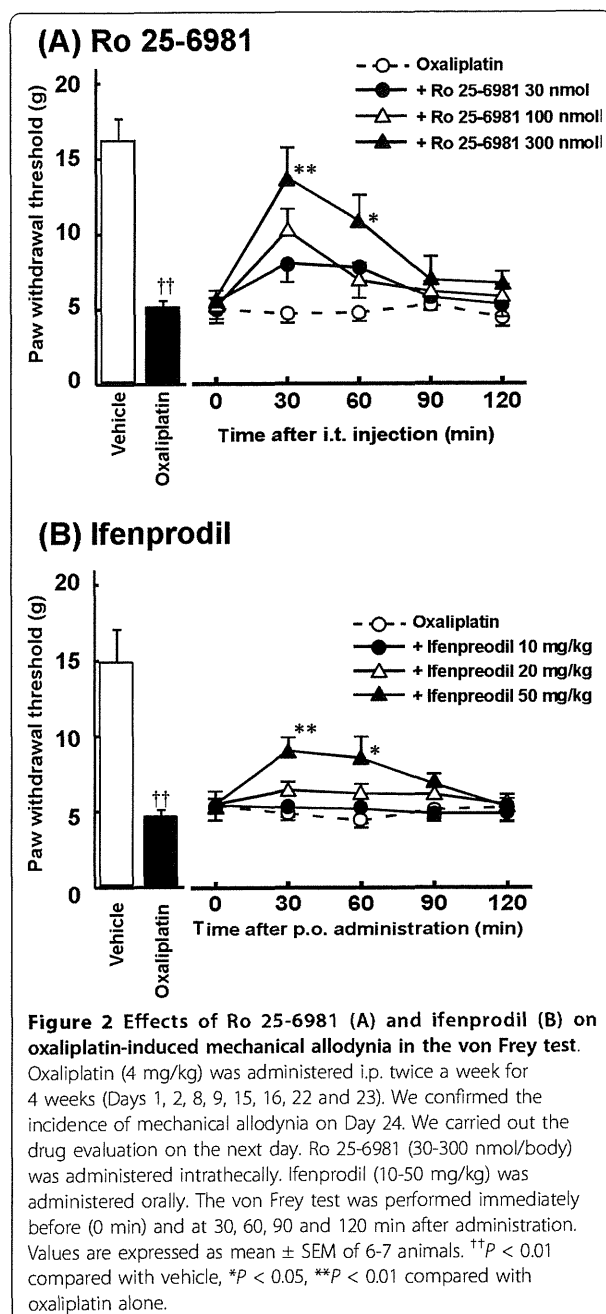 (A) Ro 25-6981
Paw withdrawal threshold (g)
20
15
10
5
0
††
Vehicle
Oxaliplatin
Oxaliplatin
+ Ro 25-6981 30 nmol
+ Ro 25-6981 100 nmoll
+ Ro 25-6981 300 nmoll
**
*
0 30 60 90 120
Time after i.t. injection (min)
(B) Ifenprodil
Paw withdrawal threshold (g)
20
15
10
5
0
††
Vehicle
Oxaliplatin
Oxaliplatin
+ Ifenpreodil 10 mg/kg
+ Ifenpreodil 20 mg/kg
+ Ifenpreodil 50 mg/kg
**
*
0 30 60 90 120
Time after p.o. administration (min)
Figure 2 Effects of Ro 25-6981 (A) and ifenprodil (B) on
oxaliplatin-induced mechanical allodynia in the von Frey test.
Oxaliplatin (4 mg/kg) was administered i.p. twice a week for
4 weeks (Days 1, 2, 8, 9, 15, 16, 22 and 23). We confirmed the
incidence of mechanical allodynia on Day 24. We carried out the
drug evaluation on the next day. Ro 25-6981 (30-300 nmol/body)
was administered intrathecally. Ifenprodil (10-50 mg/kg) was
administered orally. The von Frey test was performed immediately
before (0 min) and at 30, 60, 90 and 120 min after administration.
Values are expressed as mean ± SEM of 6-7 animals. ††P < 0.01
compared with vehicle, *P < 0.05, **P < 0.01 compared with
oxaliplatin alone.